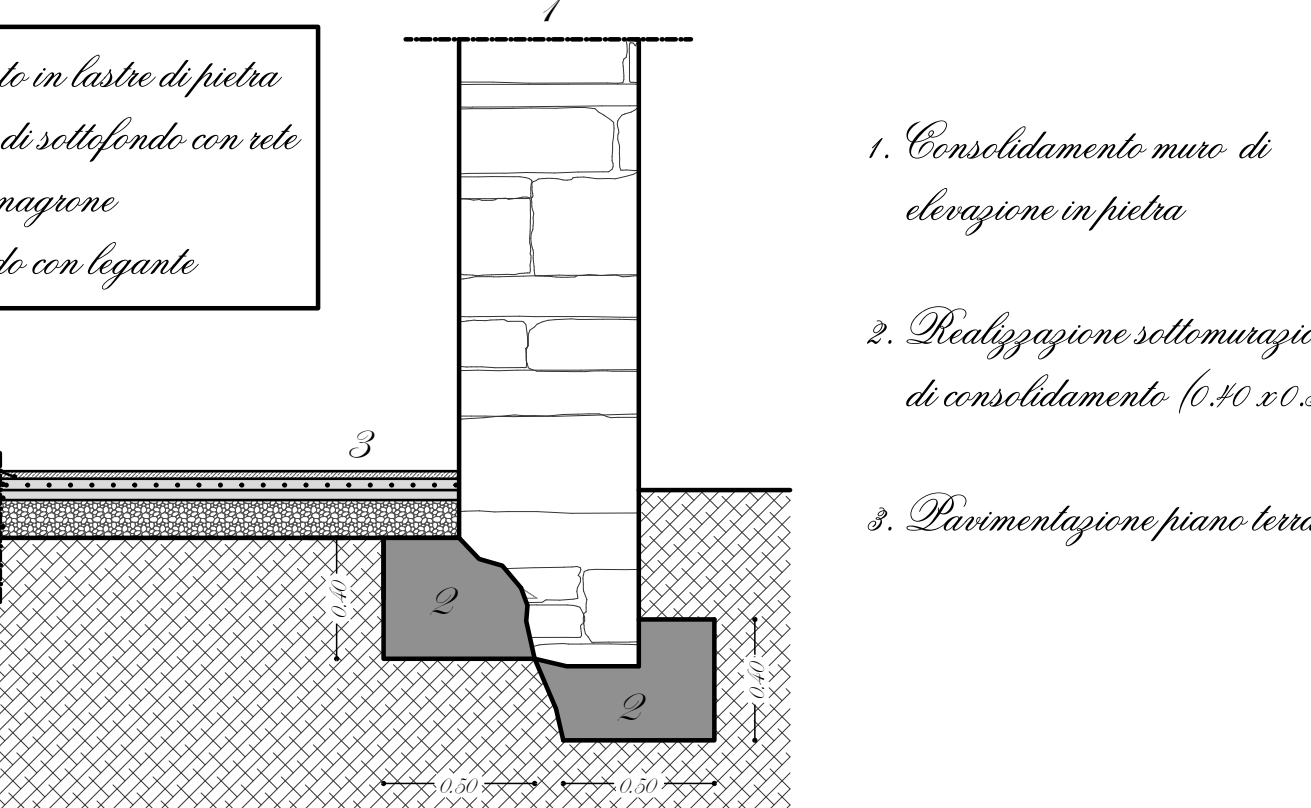 1
to in lastre di pietra
di sottofondo con rete
magrone
do con legante
1. Consolidamento muro di
elevazione in pietra
2. Realizzazione sottomurazio
di consolidamento (0.40 x 0.
3. Pavimentazione piano terra
3
2
0.40
2
0.40
0.50
0.50